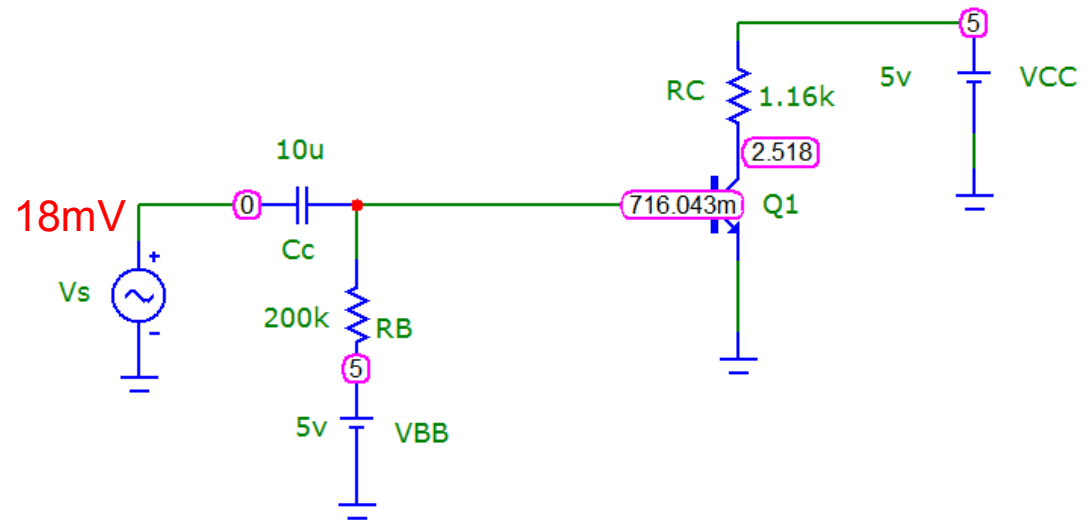 5
5v
VCC
RC
1.16k
10u
2.518
18mV
0
716.043m
Q1
Cc
+
Vs
-
200k
RB
5
5v
VBB